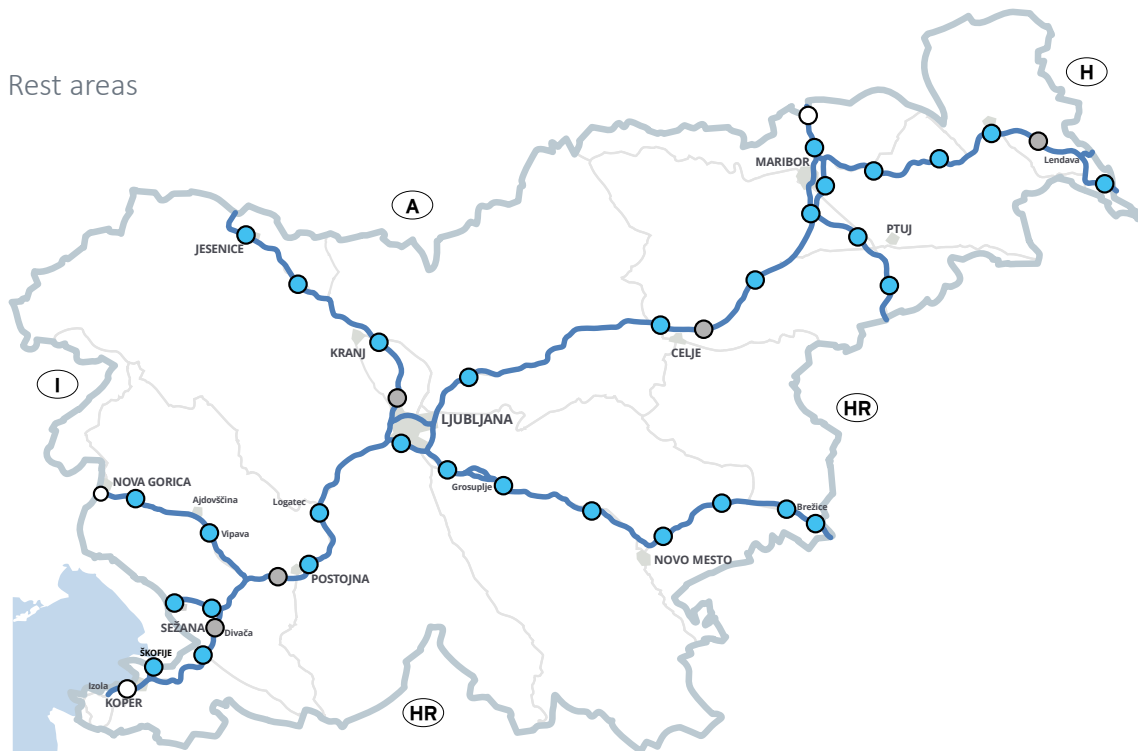 Rest areas
H
MARIBOR
Lendava
A
PTUJ
JESENICE
KRANJ
CELJE
I
HR
LJUBLJANA
NOVA GORICA
Ajdovščina
Logatec
Grosuplje
Brežice
Vipava
NOVO MESTO
POSTOJNA
SEŽANA
Divača
ŠKOFIJE
Izola
KOPER
HR